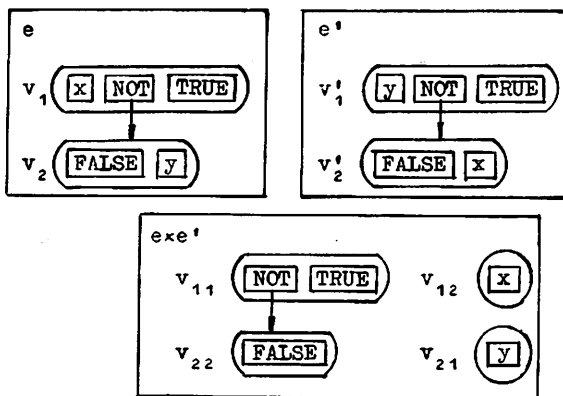 e
v₁ x NOT TRUE
v₂ FALSE y
e'
v'₁ y NOT TRUE
v'₂ FALSE x
e×e'
v₁₁ NOT TRUE v₁₂ x
v₂₂ FALSE v₂₁ y